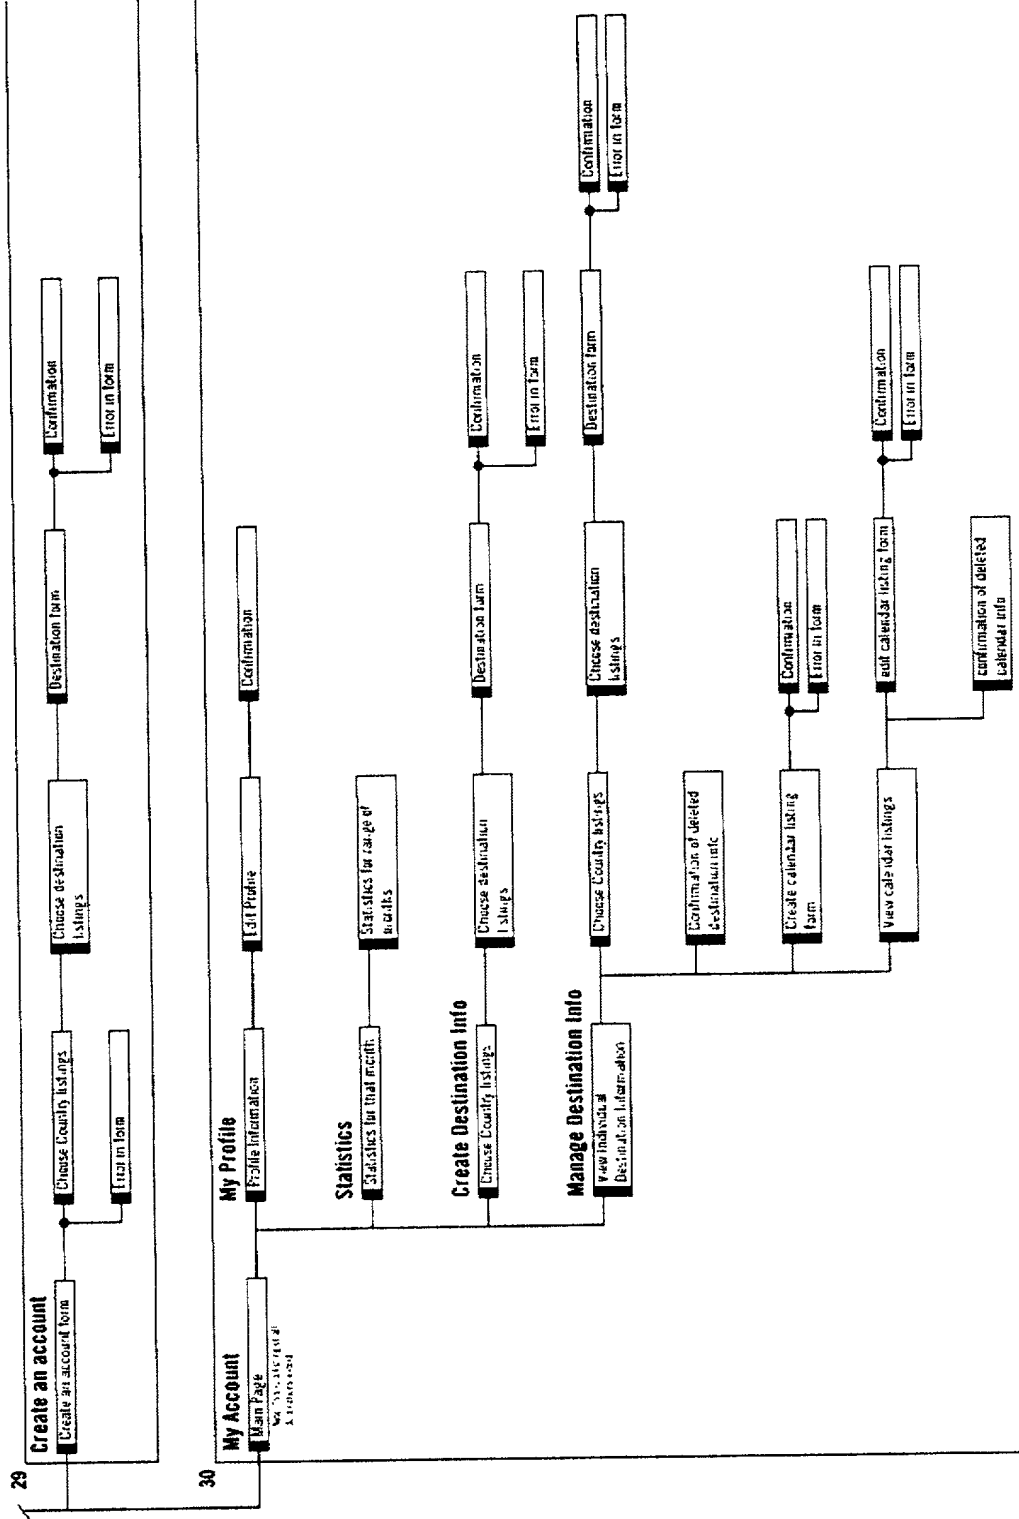 29
Create an account
Create an account form
Choose Country listings
Error in form
Choose destination
listings
Destination form
Confirmation
Error in form
30
My Account
Main Page
My Profile
Profile Information
Edit Profile
Confirmation
Statistics
Statistics for that month
Statistics for range of
months
Create Destination Info
Choose Country listings
Choose destination
listings
Destination form
Confirmation
Error in form
Manage Destination Info
View Individual
Destination Information
Choose Country listings
Choose destination
listings
Destination form
Confirmation
Error in form
Confirmation of deleted
destination info
Create calendar listing
form
Confirmation
Error in form
View calendar listings
edit calendar listing form
Confirmation
Error in form
confirmation of deleted
calendar info